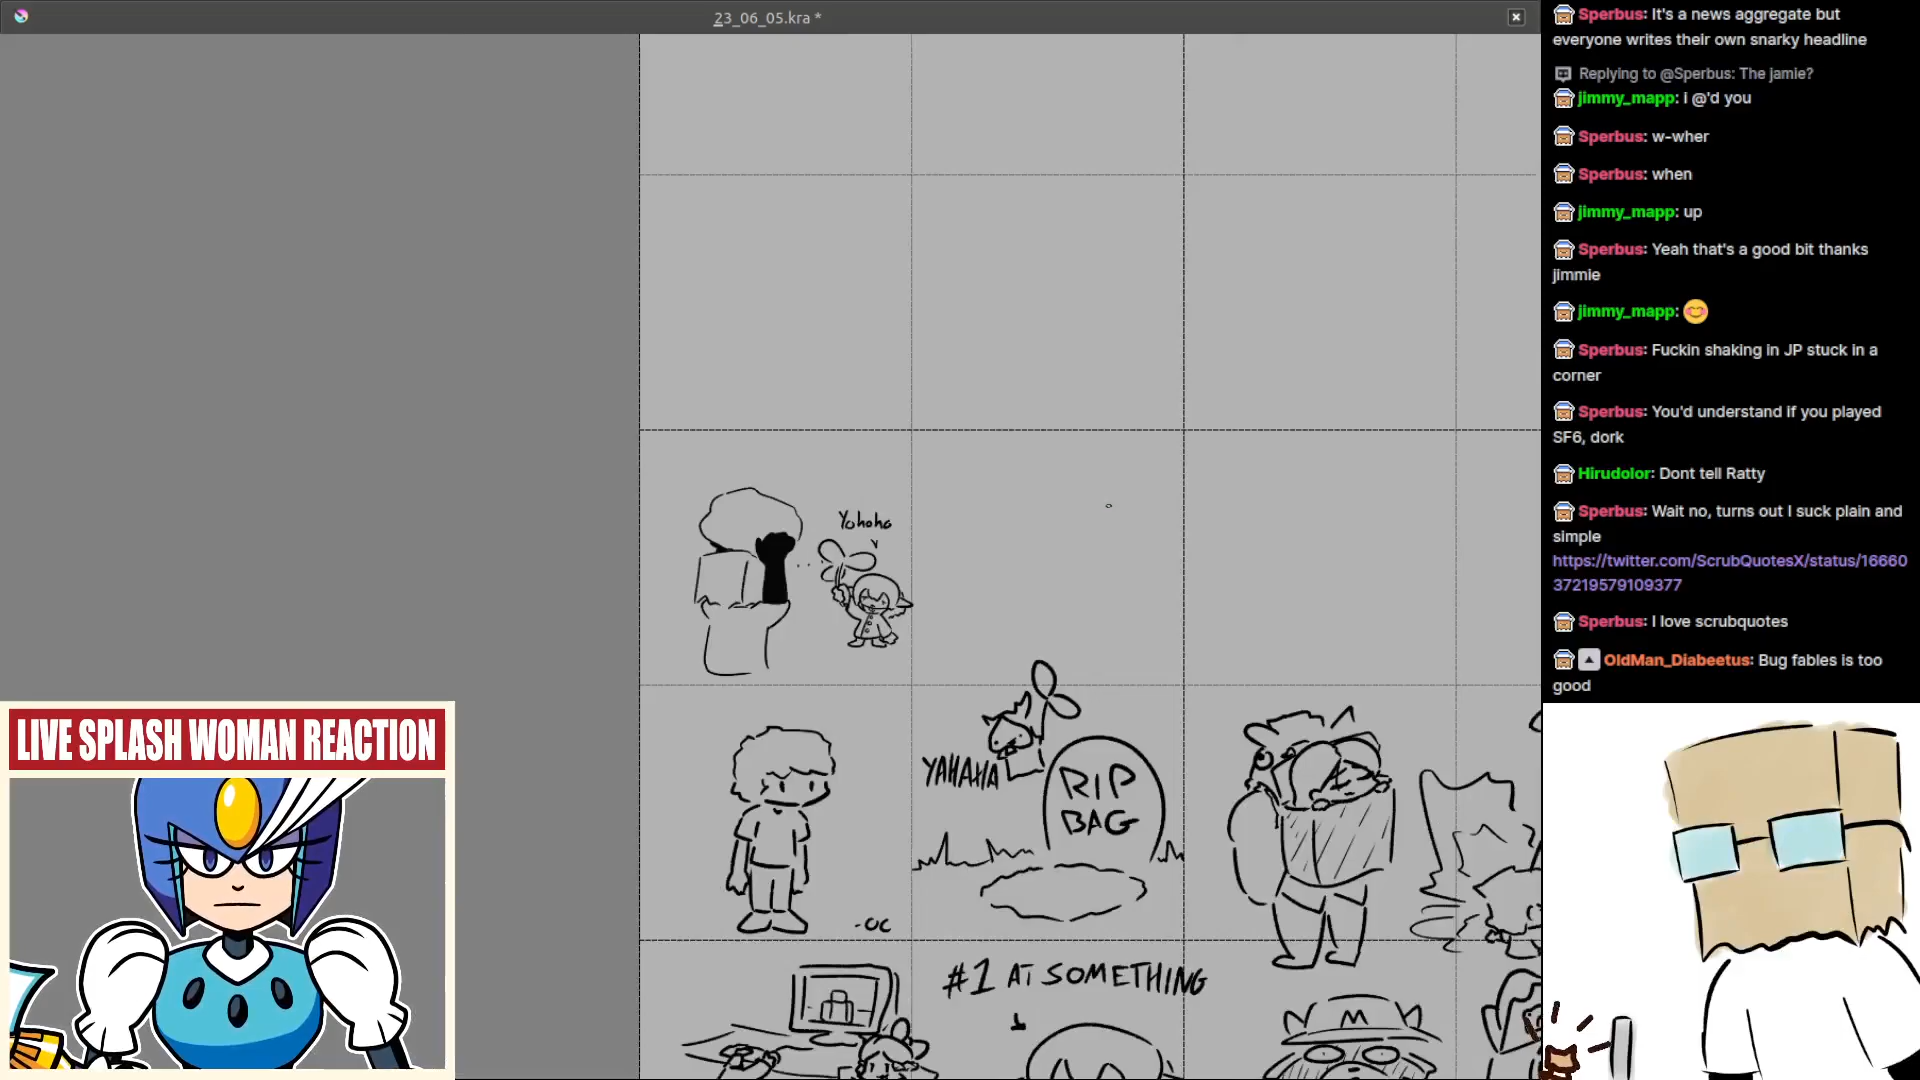 23_06_05.kra *
Sperbus: It's a news aggregate but
everyone writes their own snarky headline
Replying to @Sperbus: The jamie?
jimmy_mapp: i @'d you
Sperbus: w-wher
Sperbus: when
jimmy_mapp: up
Sperbus: Yeah that's a good bit thanks
jimmie
jimmy_mapp: 😊
Sperbus: Fuckin shaking in JP stuck in a
corner
Sperbus: You'd understand if you played
SF6, dork
Hirudolor: Dont tell Ratty
Sperbus: Wait no, turns out I suck plain and
simple
https://twitter.com/ScrubQuotesX/status/16660
37219579109377
Sperbus: I love scrubquotes
OldMan_Diabeetus: Bug fables is too
good
Yohoho
YAHAHA
RIP
BAG
-OC
#1 AT SOMETHING
M
LIVE SPLASH WOMAN REACTION